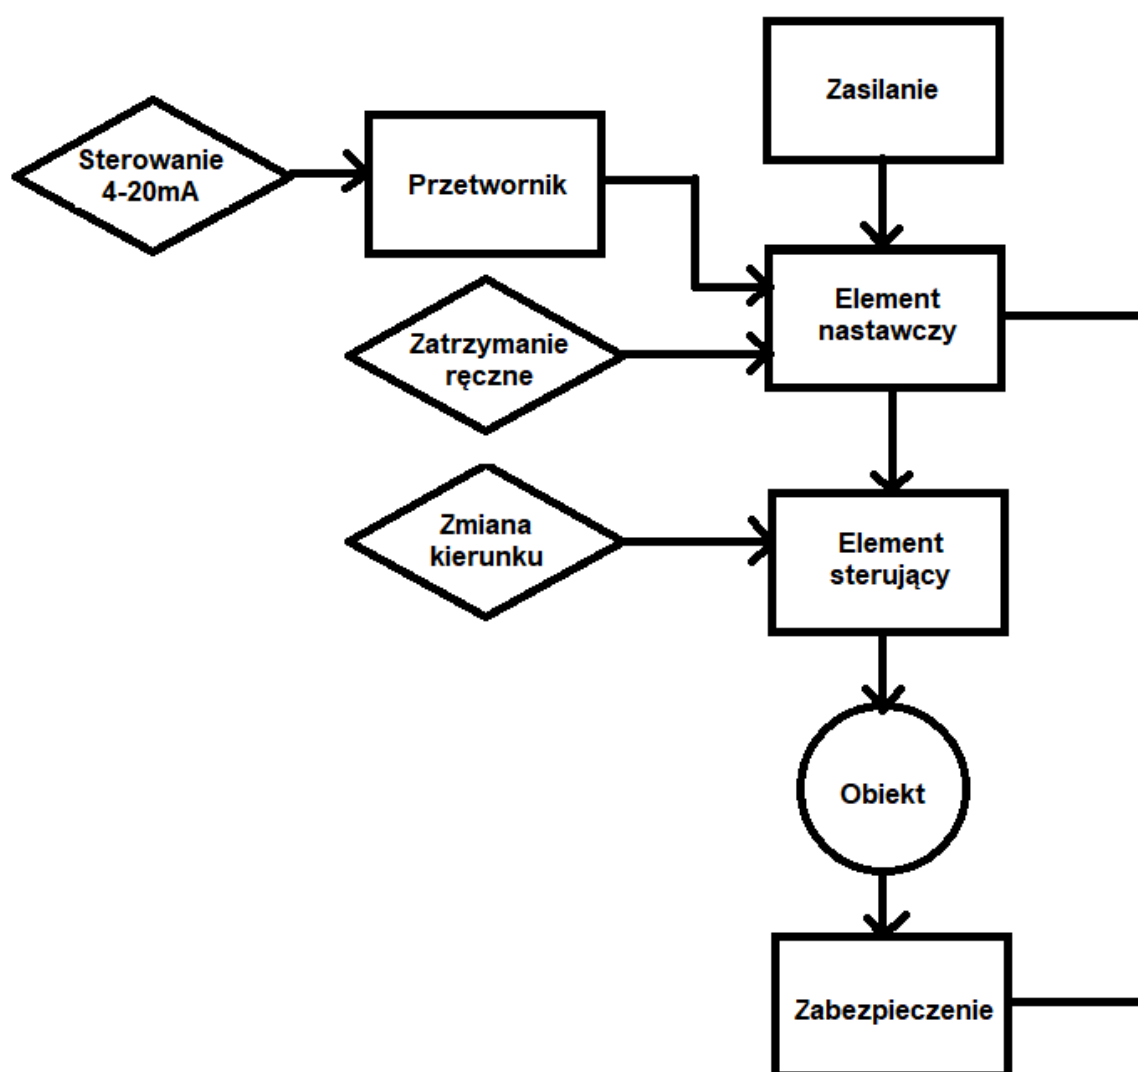 Zasilanie
Sterowanie
4-20mA
Przetwornik
Element
nastawczy
Zatrzymanie
ręczne
Zmiana
kierunku
Element
sterujący
Obiekt
Zabezpieczenie